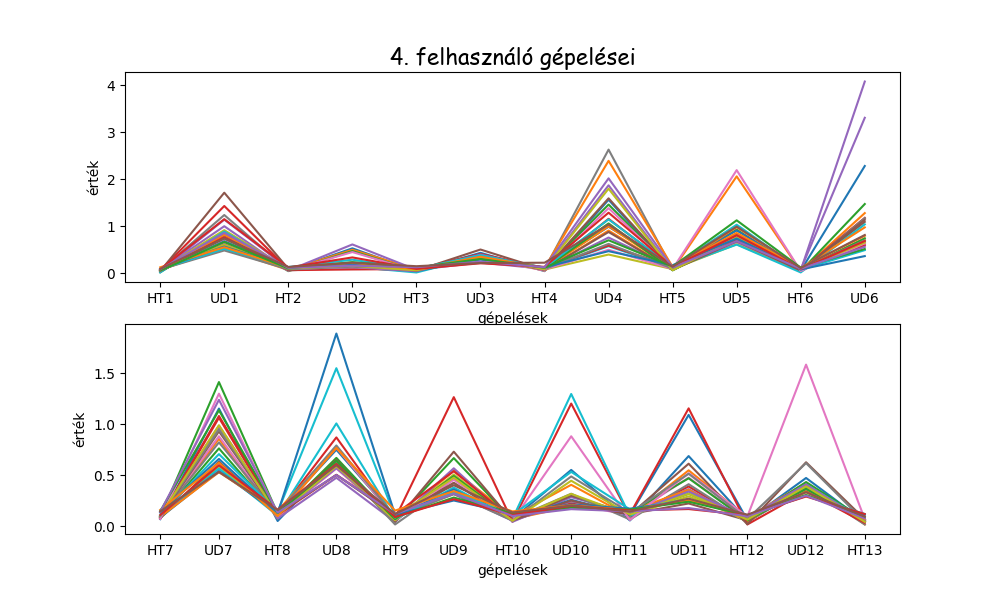 4. felhasználó gépelései
érték
4
3
2
1
0
HT1 UD1 HT2 UD2 HT3 UD3 HT4 UD4 HT5 UD5 HT6 UD6
gépelések
érték
1.5
1.0
0.5
0.0
HT7 UD7 HT8 UD8 HT9 UD9 HT10 UD10 HT11 UD11 HT12 UD12 HT13
gépelések